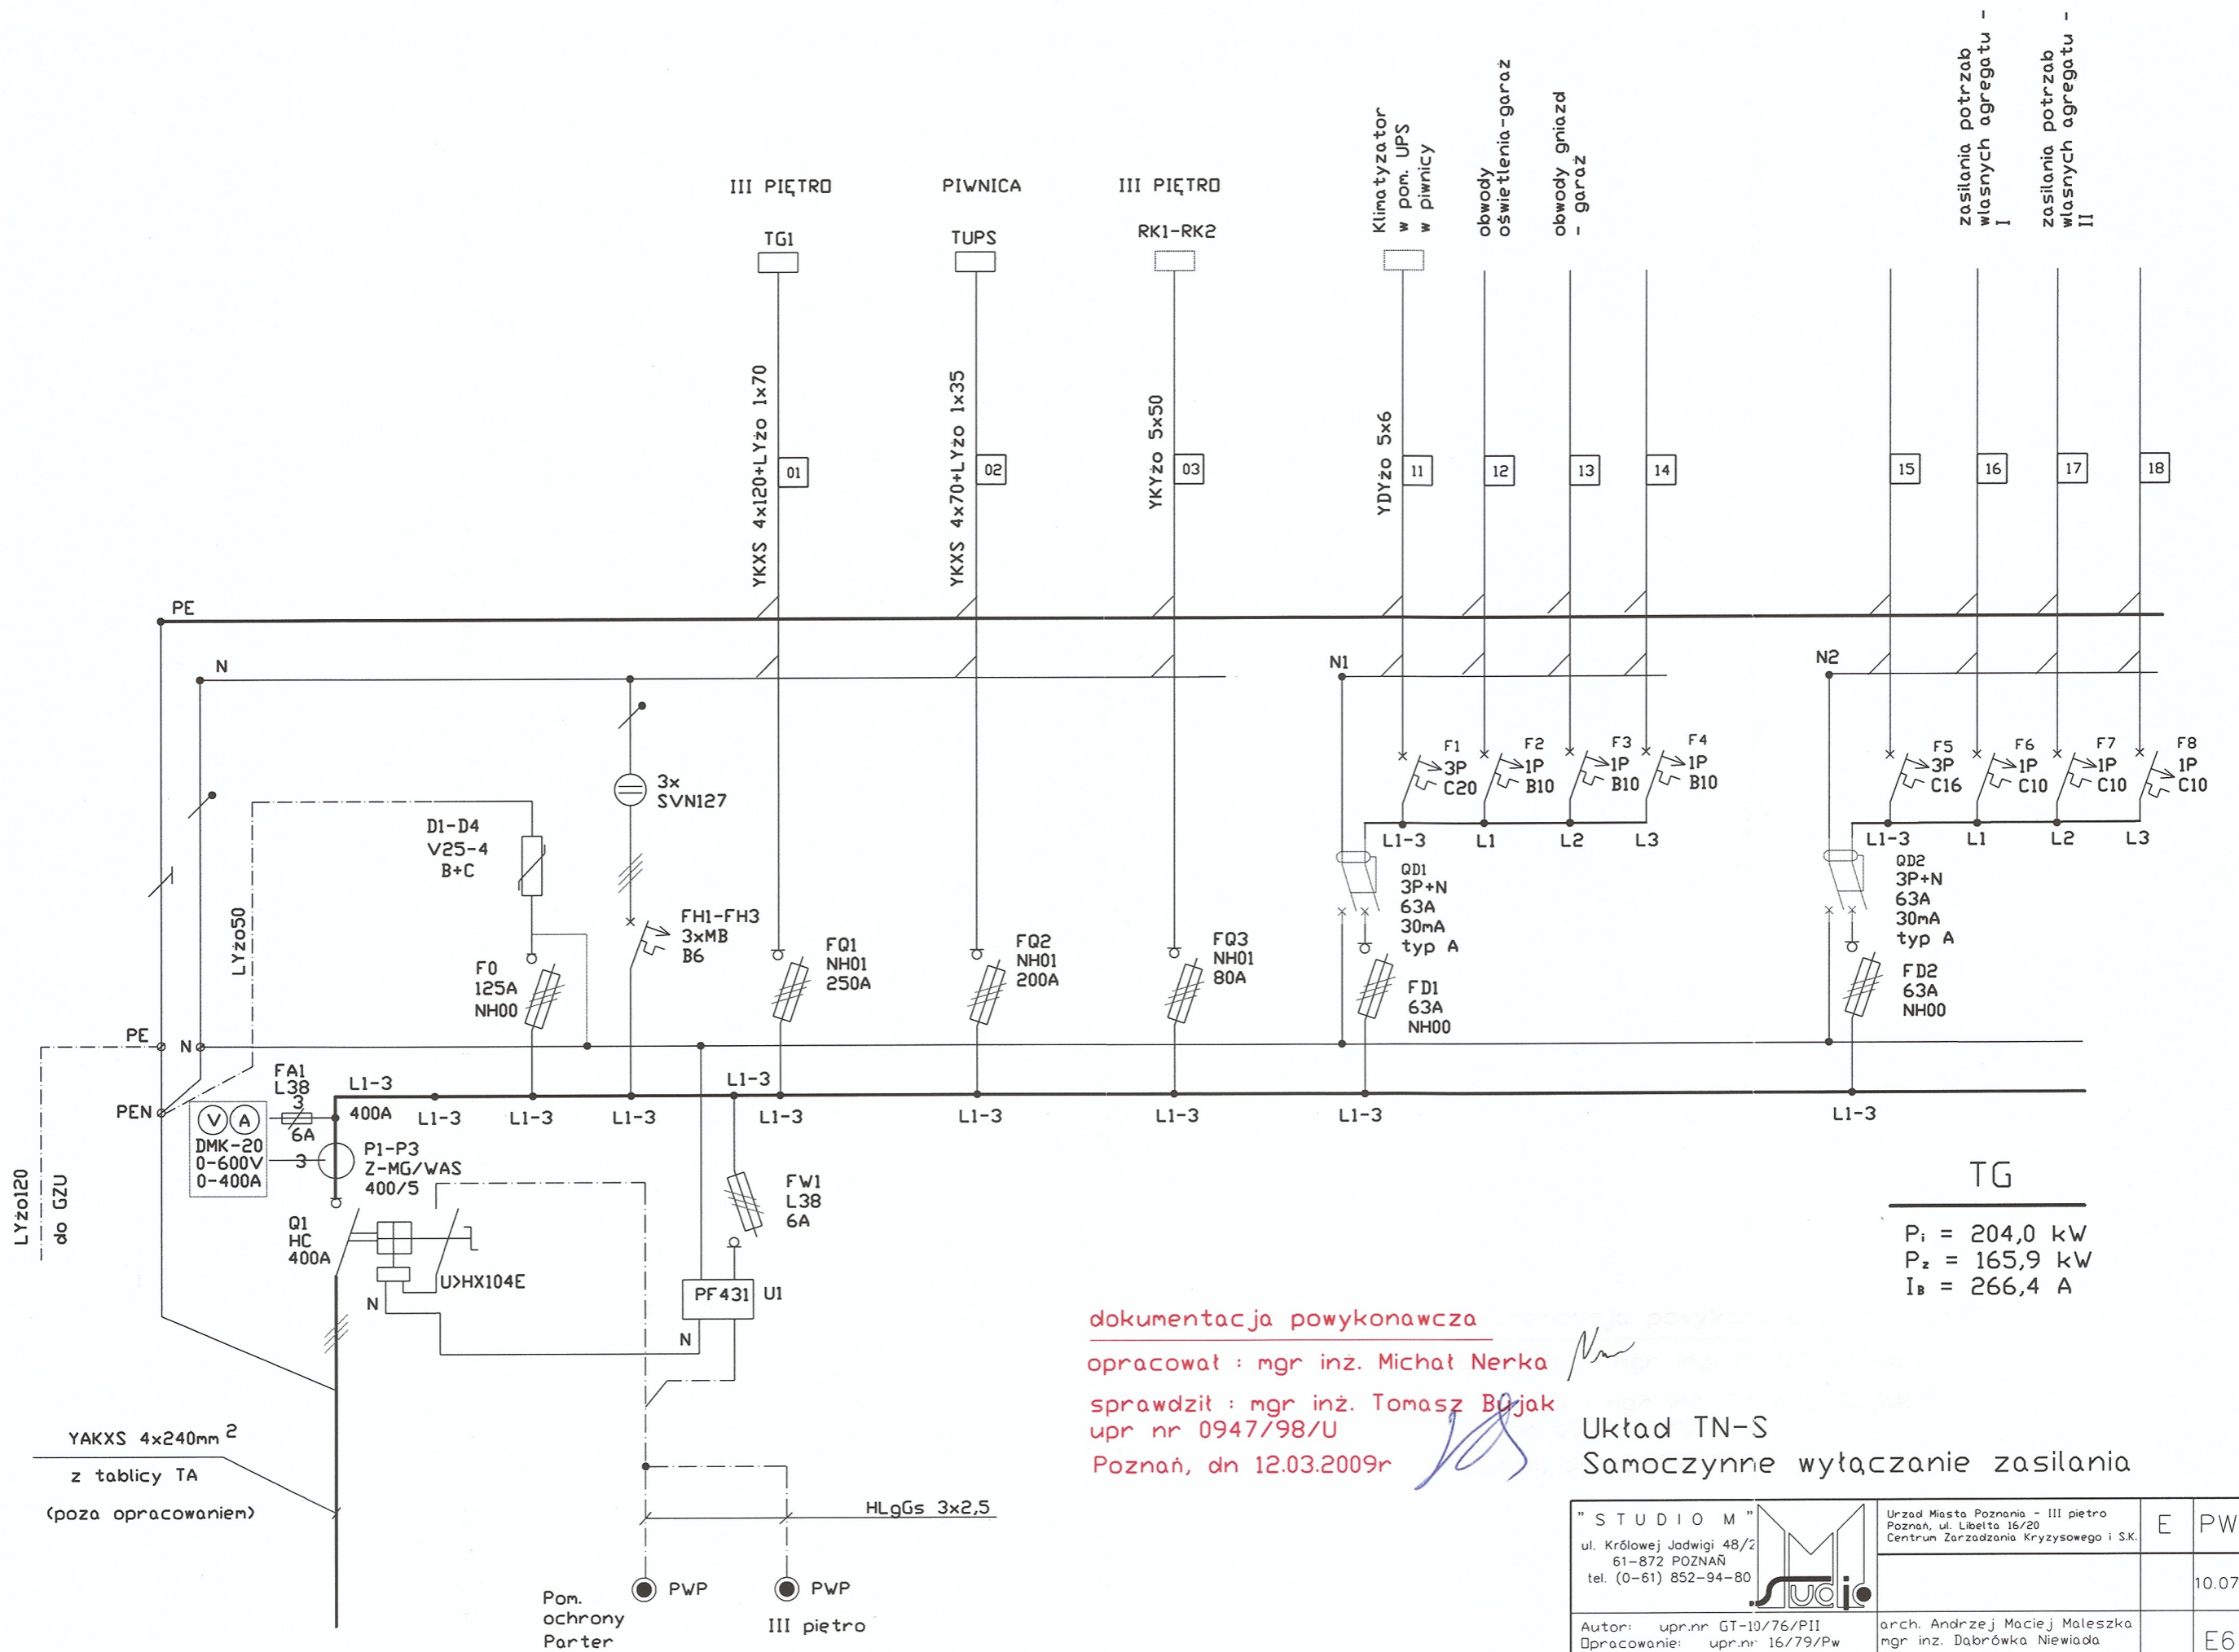 III PIĘTRO
TG1
YKXS 4x120+LYżo 1x70
01
PIWNICA
TUPS
YKXS 4x70+LYżo 1x35
02
III PIĘTRO
RK1-RK2
YKYżo 5x50
03
Klimatyzator
w pom. UPS
w piwnicy
YDYżo 5x6
11
obwody
oświetlenia-garaż
12
obwody gniazd
- garaż
13
14
15
zasilania potrzab
własnych agregatu -
I
16
zasilania potrzab
własnych agregatu -
II
17
18
PE
N
N1
N2
3x
SVN127
D1-D4
V25-4
B+C
LYżo50
FH1-FH3
3xMB
B6
F0
125A
NH00
FQ1
NH01
250A
FQ2
NH01
200A
FQ3
NH01
80A
F1
3P
C20
F2
1P
B10
F3
1P
B10
F4
1P
B10
L1-3
L1
L2
L3
QD1
3P+N
63A
30mA
typ A
FD1
63A
NH00
F5
3P
C16
F6
1P
C10
F7
1P
C10
F8
1P
C10
L1-3
L1
L2
L3
QD2
3P+N
63A
30mA
typ A
FD2
63A
NH00
PE
N
PEN
FA1
L38
3
6A
L1-3
400A
L1-3
L1-3
L1-3
L1-3
L1-3
L1-3
L1-3
L1-3
L1-3
V A
DMK-20
0-600V
0-400A
3
P1-P3
Z-MG/WAS
400/5
LYżo120
do GZU
Q1
HC
400A
U>HX104E
N
FW1
L38
6A
PF431
U1
N
TG
Pi = 204,0 kW
Pz = 165,9 kW
IB = 266,4 A
dokumentacja powykonawcza
opracował : mgr inż. Michał Nerka
sprawdził : mgr inż. Tomasz Bujak
upr nr 0947/98/U
Poznań, dn 12.03.2009r
Układ TN-S
Samoczynne wyłączanie zasilania
YAKXS 4x240mm2
z tablicy TA
(poza opracowaniem)
HLgGs 3x2,5
PWP
PWP
Pom.
ochrony
Parter
III piętro
"STUDIO M"
ul. Królowej Jadwigi 48/2
61-872 POZNAŃ
tel. (0-61) 852-94-80
M
studio
Urzad Miasta Poznania - III piętro
Poznań, ul. Libelta 16/20
Centrum Zarzadzania Kryzysowego i S.K.
E
PW
10.07
Autor: upr.nr GT-10/76/PII
Opracowanie: upr.nr 16/79/Pw
arch. Andrzej Maciej Maleszka
mgr inz. Dąbrówka Niewiada
E6